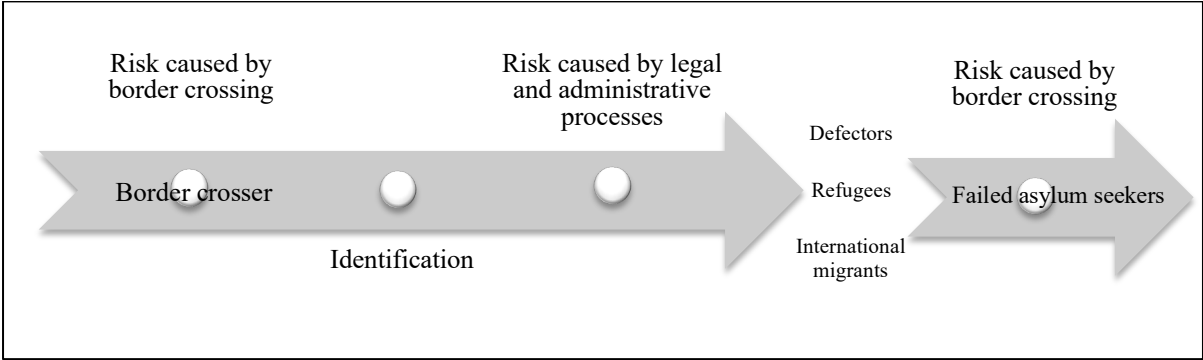 Risk caused by
border crossing
Border crosser
Identification
Risk caused by legal
and administrative
processes
Defectors
Refugees
International
migrants
Risk caused by
border crossing
Failed asylum seekers